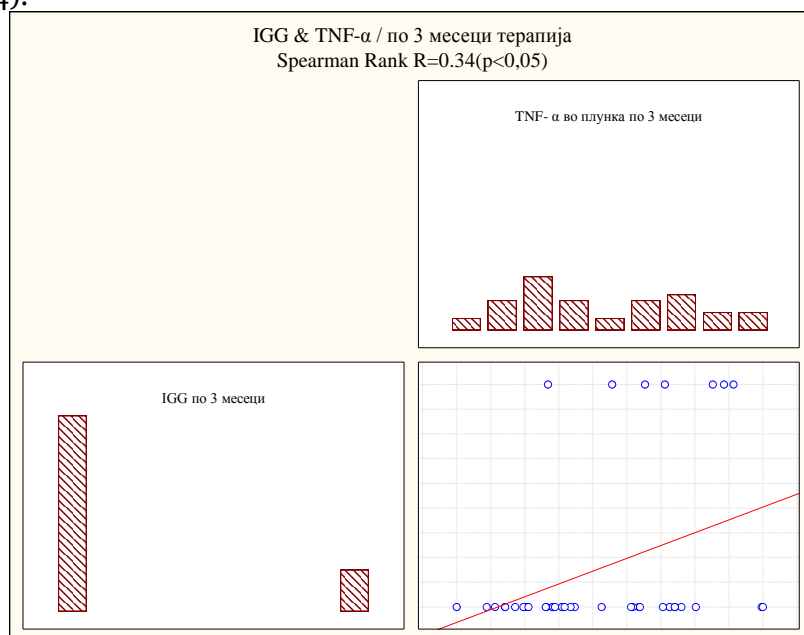 4).
IGG & TNF-α / по 3 месеци терапија
Spearman Rank R=0.34(p<0,05)
TNF- α во плунка по 3 месеци
IGG по 3 месеци